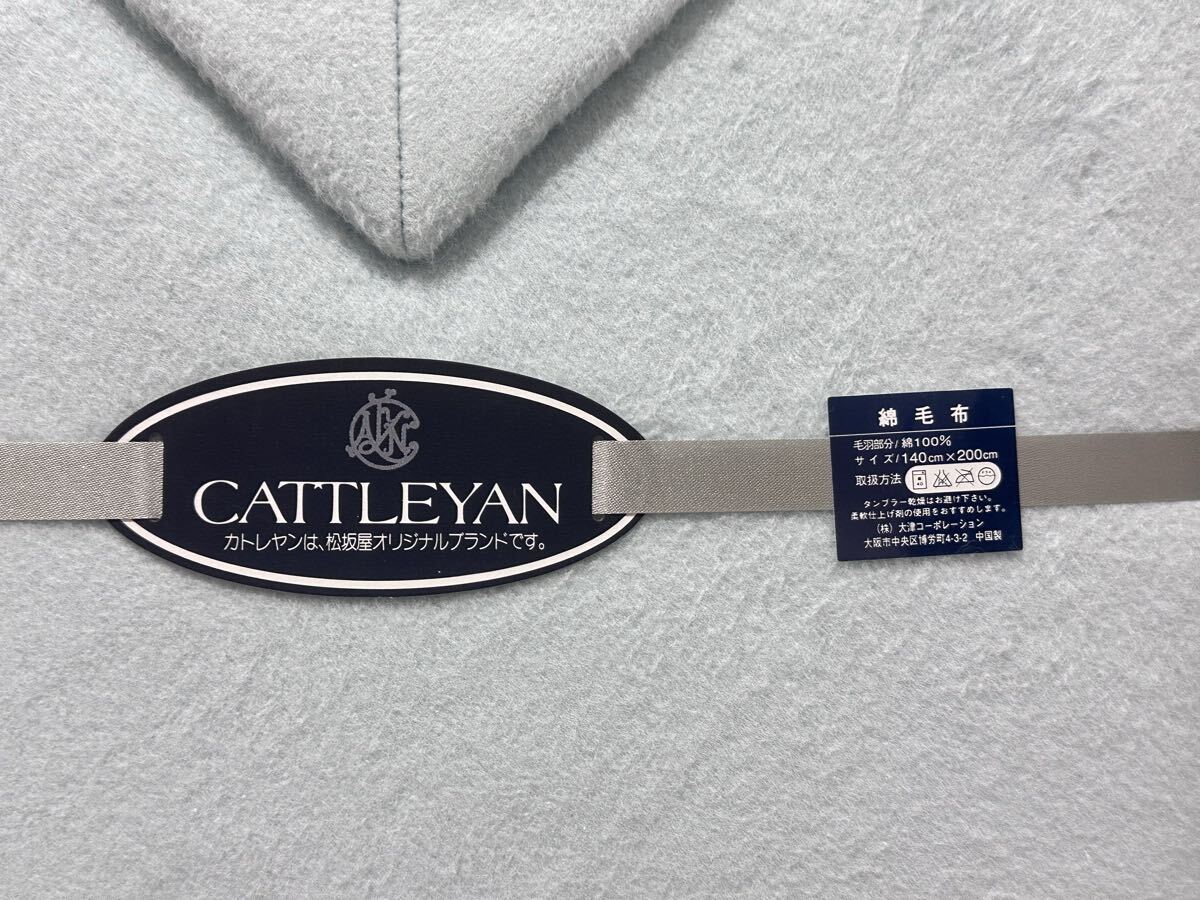 CATTLEYAN
カトレヤンは、松坂屋オリジナルブランドです。
綿毛布
毛羽部分/綿100%
サイズ/140cm×200cm
取扱方法
タンブラー乾燥はお避け下さい。
柔軟仕上げ剤の使用をおすすめします。
(株)大津コーポレーション
大阪市中央区博労町4-3-2 中国製